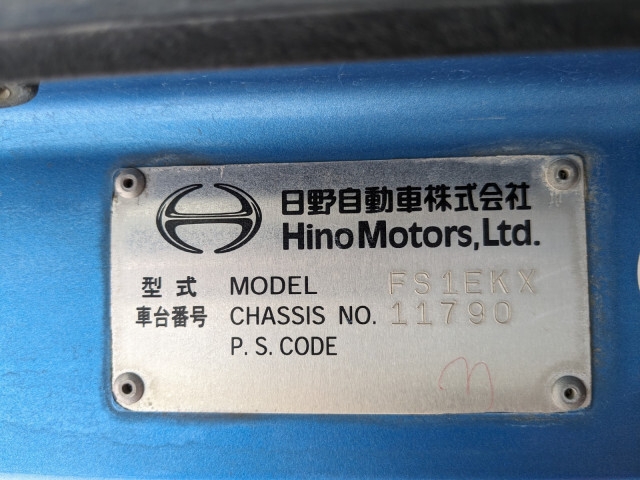 日野自動車株式会社
Hino Motors, Ltd.
型式 MODEL FS1EKX
車台番号 CHASSIS NO. 11790
P.S.CODE